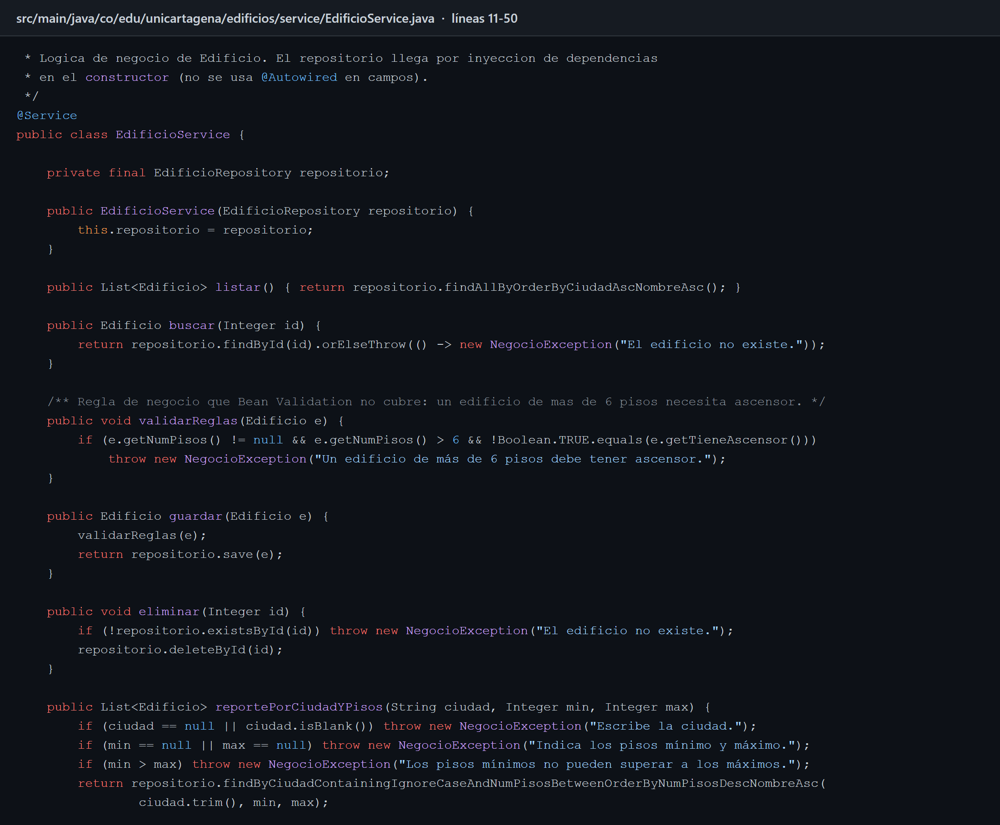 src/main/java/co/edu/unicartagena/edificios/service/EdificioService.java · líneas 11-50
 * Logica de negocio de Edificio. El repositorio llega por inyeccion de dependencias
 * en el constructor (no se usa @Autowired en campos).
 */
@Service
public class EdificioService {

    private final EdificioRepository repositorio;

    public EdificioService(EdificioRepository repositorio) {
        this.repositorio = repositorio;
    }

    public List<Edificio> listar() { return repositorio.findAllByOrderByCiudadAscNombreAsc(); }

    public Edificio buscar(Integer id) {
        return repositorio.findById(id).orElseThrow(() -> new NegocioException("El edificio no existe."));
    }

    /** Regla de negocio que Bean Validation no cubre: un edificio de mas de 6 pisos necesita ascensor. */
    public void validarReglas(Edificio e) {
        if (e.getNumPisos() != null && e.getNumPisos() > 6 && !Boolean.TRUE.equals(e.getTieneAscensor()))
            throw new NegocioException("Un edificio de más de 6 pisos debe tener ascensor.");
    }

    public Edificio guardar(Edificio e) {
        validarReglas(e);
        return repositorio.save(e);
    }

    public void eliminar(Integer id) {
        if (!repositorio.existsById(id)) throw new NegocioException("El edificio no existe.");
        repositorio.deleteById(id);
    }

    public List<Edificio> reportePorCiudadYPisos(String ciudad, Integer min, Integer max) {
        if (ciudad == null || ciudad.isBlank()) throw new NegocioException("Escribe la ciudad.");
        if (min == null || max == null) throw new NegocioException("Indica los pisos mínimo y máximo.");
        if (min > max) throw new NegocioException("Los pisos mínimos no pueden superar a los máximos.");
        return repositorio.findByCiudadContainingIgnoreCaseAndNumPisosBetweenOrderByNumPisosDescNombreAsc(
                ciudad.trim(), min, max);